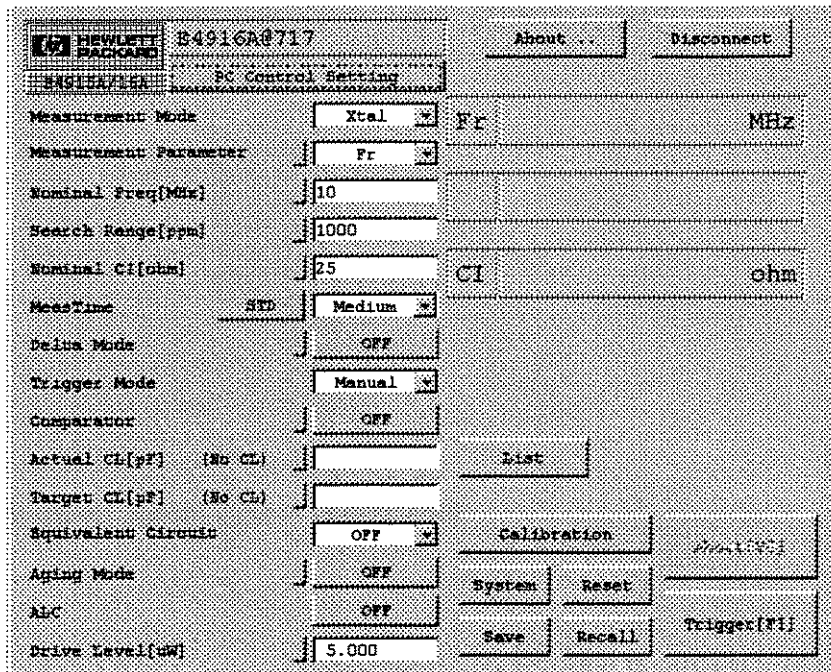 hp HEWLETT PACKARD
E4916A@717
About ..
Disconnect
E4915A/16A
PC Control Setting
Measurement Mode Xtal
Fr MHz
Measurement Parameter Fr
Nominal Freq[MHz] 10
Search Range[ppm] 1000
Nominal CI[ohm] 25
CI ohm
MeasTime STD Medium
Delta Mode OFF
Trigger Mode Manual
Comparator OFF
Actual CL[pF] (No CL)
List
Target CL[pF] (No CL)
Equivalent Circuit OFF
Calibration
Aging Mode OFF
System Reset
ALC OFF
Save Recall
Trigger[F1]
Drive Level[uW] 5.000